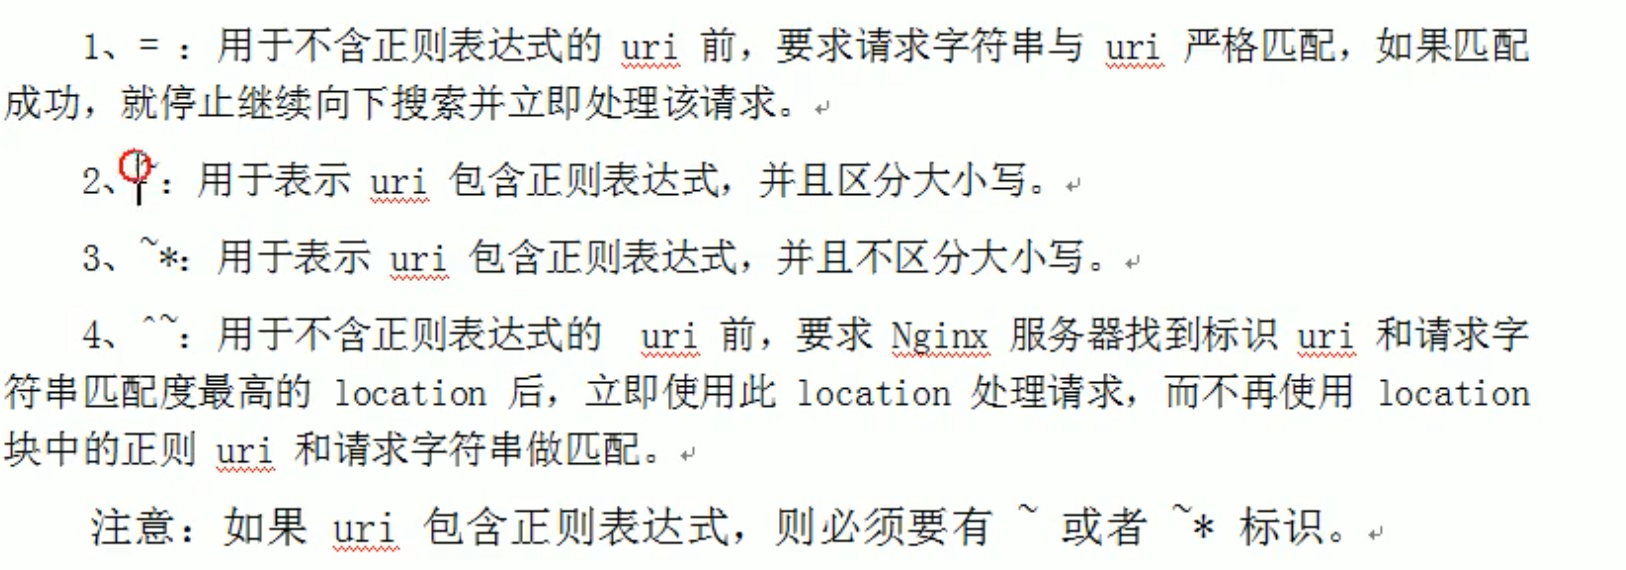 1、= ：用于不含正则表达式的 uri 前，要求请求字符串与 uri 严格匹配，如果匹配
成功，就停止继续向下搜索并立即处理该请求。
2、~：用于表示 uri 包含正则表达式，并且区分大小写。
3、~*：用于表示 uri 包含正则表达式，并且不区分大小写。
4、^~：用于不含正则表达式的 uri 前，要求 Nginx 服务器找到标识 uri 和请求字
符串匹配度最高的 location 后，立即使用此 location 处理请求，而不再使用 location
块中的正则 uri 和请求字符串做匹配。
注意：如果 uri 包含正则表达式，则必须要有 ~ 或者 ~* 标识。